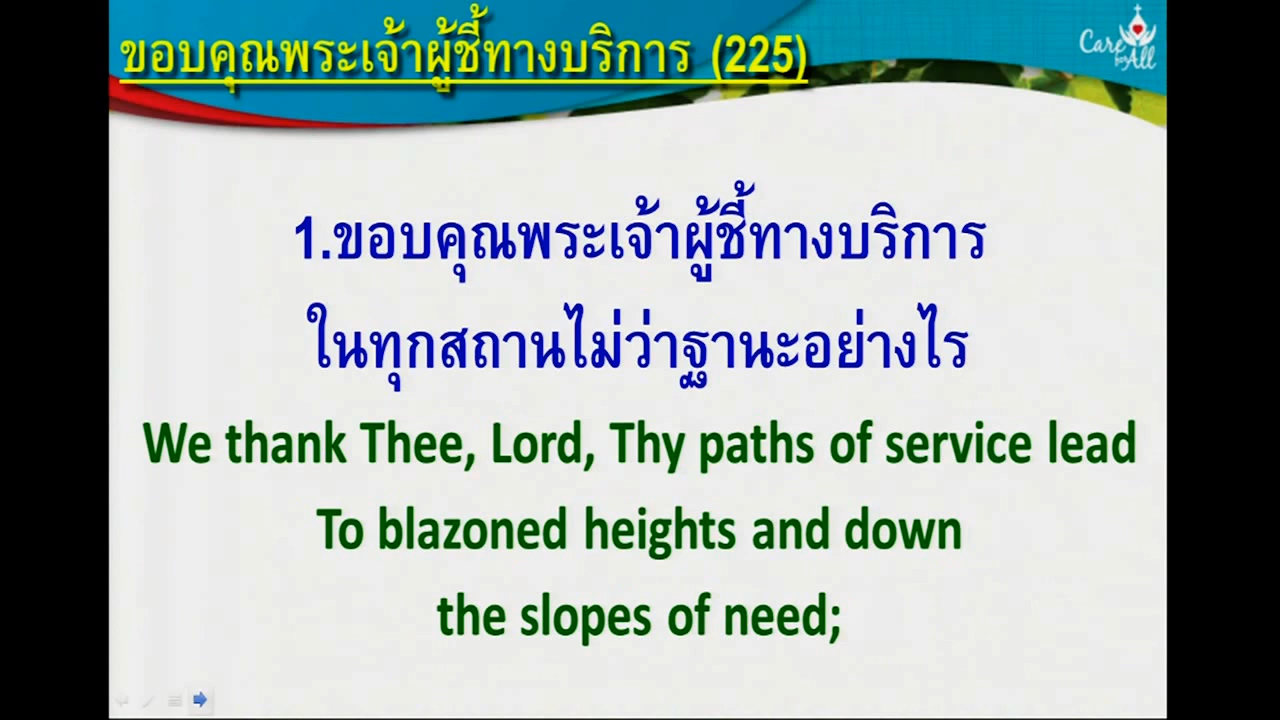 ขอบคุณพระเจ้าผู้ชี้ทางบริการ (225)
Care
for All
1.ขอบคุณพระเจ้าผู้ชี้ทางบริการ
ในทุกสถานไม่ว่าฐานะอย่างไร
We thank Thee, Lord, Thy paths of service lead
To blazoned heights and down
the slopes of need;